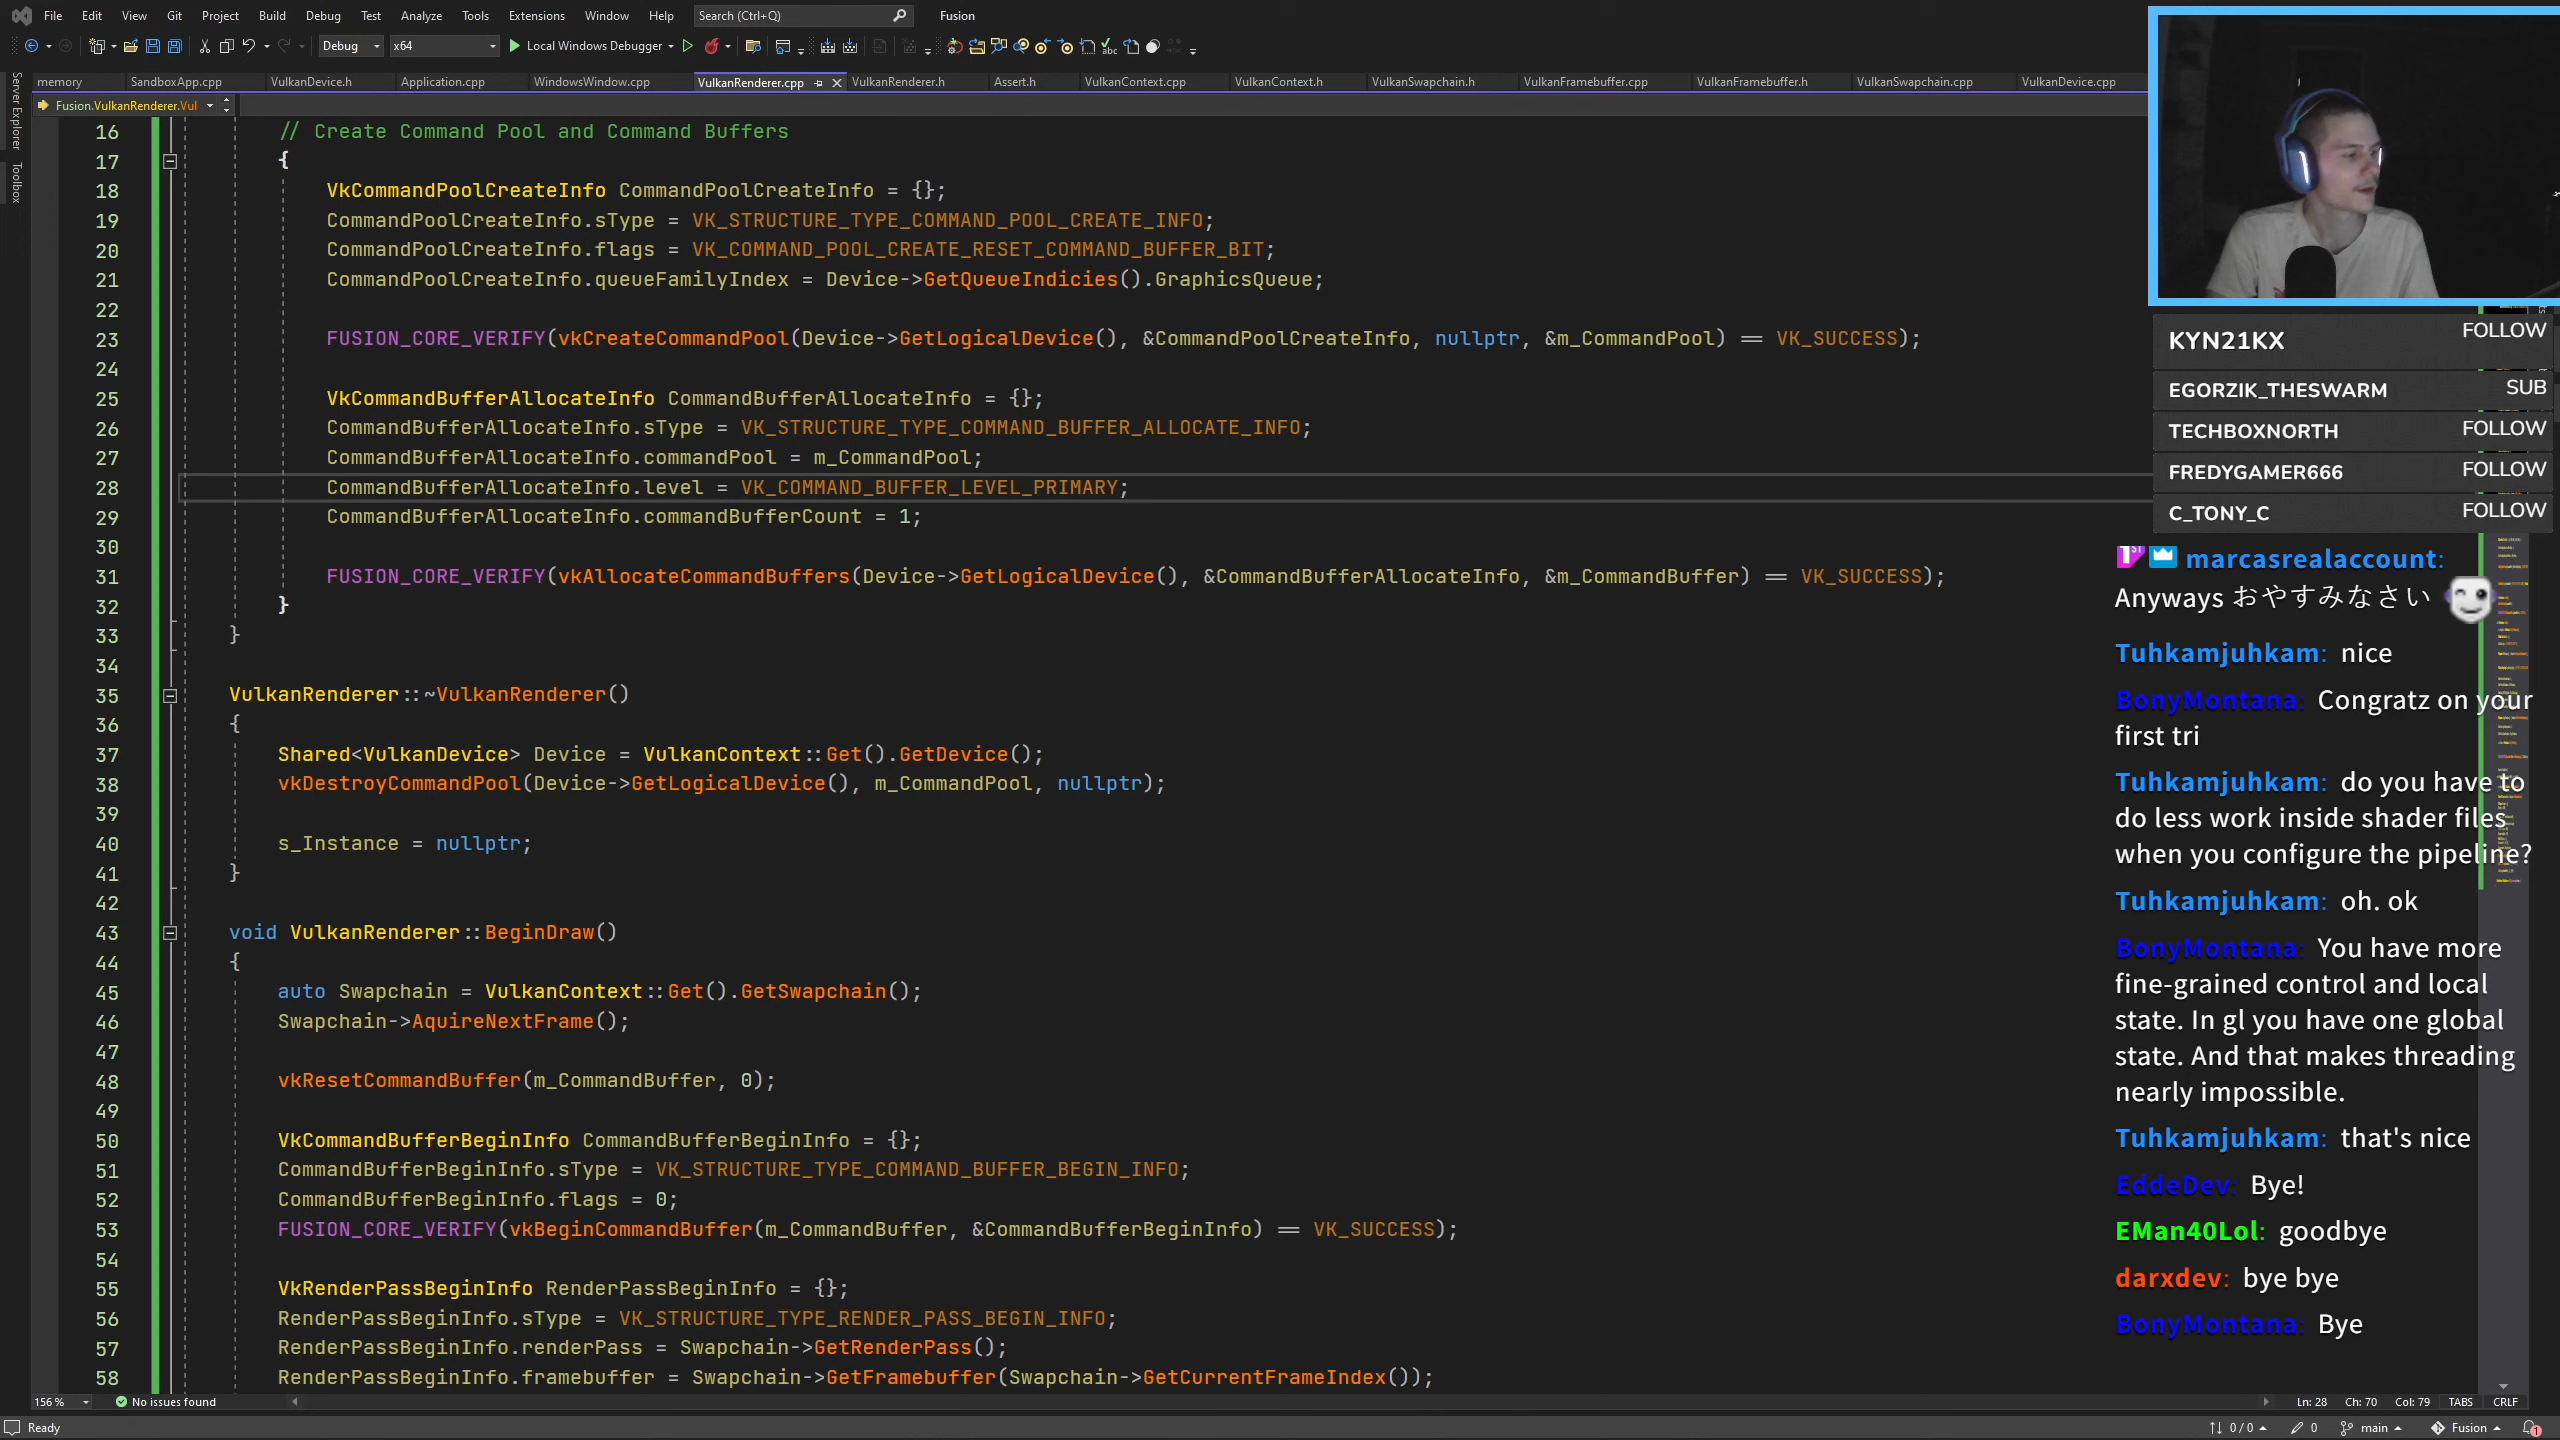 File Edit View Git Project Build Debug Test Analyze Tools Extensions Window Help Search (Ctrl+Q) Fusion
Debug x64 Local Windows Debugger
memory SandboxApp.cpp VulkanDevice.h Application.cpp WindowsWindow.cpp VulkanRenderer.cpp VulkanRenderer.h Assert.h VulkanContext.cpp VulkanContext.h VulkanSwapchain.h VulkanFramebuffer.cpp VulkanFramebuffer.h VulkanSwapchain.cpp VulkanDevice.cpp
Fusion.VulkanRenderer.Vul
Server Explorer
Toolbox
16 // Create Command Pool and Command Buffers
17 {
18 VkCommandPoolCreateInfo CommandPoolCreateInfo = {};
19 CommandPoolCreateInfo.sType = VK_STRUCTURE_TYPE_COMMAND_POOL_CREATE_INFO;
20 CommandPoolCreateInfo.flags = VK_COMMAND_POOL_CREATE_RESET_COMMAND_BUFFER_BIT;
21 CommandPoolCreateInfo.queueFamilyIndex = Device->GetQueueIndicies().GraphicsQueue;
22
23 FUSION_CORE_VERIFY(vkCreateCommandPool(Device->GetLogicalDevice(), &CommandPoolCreateInfo, nullptr, &m_CommandPool) == VK_SUCCESS);
24
25 VkCommandBufferAllocateInfo CommandBufferAllocateInfo = {};
26 CommandBufferAllocateInfo.sType = VK_STRUCTURE_TYPE_COMMAND_BUFFER_ALLOCATE_INFO;
27 CommandBufferAllocateInfo.commandPool = m_CommandPool;
28 CommandBufferAllocateInfo.level = VK_COMMAND_BUFFER_LEVEL_PRIMARY;
29 CommandBufferAllocateInfo.commandBufferCount = 1;
30
31 FUSION_CORE_VERIFY(vkAllocateCommandBuffers(Device->GetLogicalDevice(), &CommandBufferAllocateInfo, &m_CommandBuffer) == VK_SUCCESS);
32 }
33 }
34
35 VulkanRenderer::~VulkanRenderer()
36 {
37 Shared<VulkanDevice> Device = VulkanContext::Get().GetDevice();
38 vkDestroyCommandPool(Device->GetLogicalDevice(), m_CommandPool, nullptr);
39
40 s_Instance = nullptr;
41 }
42
43 void VulkanRenderer::BeginDraw()
44 {
45 auto Swapchain = VulkanContext::Get().GetSwapchain();
46 Swapchain->AquireNextFrame();
47
48 vkResetCommandBuffer(m_CommandBuffer, 0);
49
50 VkCommandBufferBeginInfo CommandBufferBeginInfo = {};
51 CommandBufferBeginInfo.sType = VK_STRUCTURE_TYPE_COMMAND_BUFFER_BEGIN_INFO;
52 CommandBufferBeginInfo.flags = 0;
53 FUSION_CORE_VERIFY(vkBeginCommandBuffer(m_CommandBuffer, &CommandBufferBeginInfo) == VK_SUCCESS);
54
55 VkRenderPassBeginInfo RenderPassBeginInfo = {};
56 RenderPassBeginInfo.sType = VK_STRUCTURE_TYPE_RENDER_PASS_BEGIN_INFO;
57 RenderPassBeginInfo.renderPass = Swapchain->GetRenderPass();
58 RenderPassBeginInfo.framebuffer = Swapchain->GetFramebuffer(Swapchain->GetCurrentFrameIndex());
KYN21KX FOLLOW
EGORZIK_THESWARM SUB
TECHBOXNORTH FOLLOW
FREDYGAMER666 FOLLOW
C_TONY_C FOLLOW
marcasrealaccount:
Anyways おやすみなさい
Tuhkamjuhkam: nice
BonyMontana: Congratz on your
first tri
Tuhkamjuhkam: do you have to
do less work inside shader files
when you configure the pipeline?
Tuhkamjuhkam: oh. ok
BonyMontana: You have more
fine-grained control and local
state. In gl you have one global
state. And that makes threading
nearly impossible.
Tuhkamjuhkam: that's nice
EddeDev: Bye!
EMan40Lol: goodbye
darxdev: bye bye
BonyMontana: Bye
156 % No issues found Ln: 28 Ch: 70 Col: 79 TABS CRLF
Ready 0 / 0 0 main Fusion 1